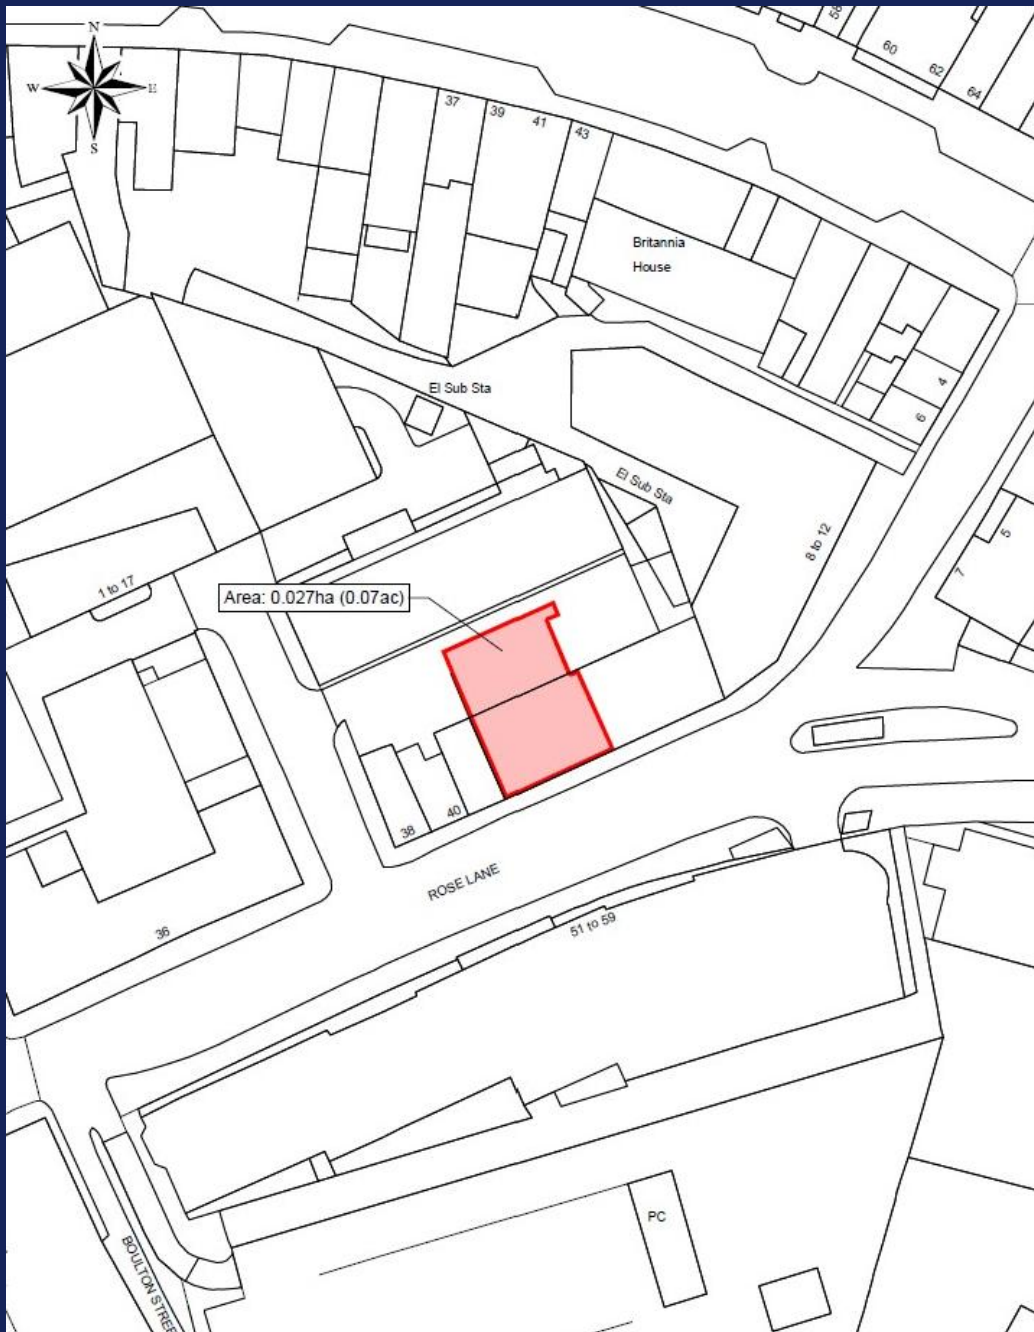 N
W
E
S
58
60
62
64
37
39
41
43
Britannia
House
El Sub Sta
4
6
El Sub Sta
8 to 12
5
7
1 to 17
Area: 0.027ha (0.07ac)
38
40
ROSE LANE
36
51 to 59
PC
BOULTON STREE